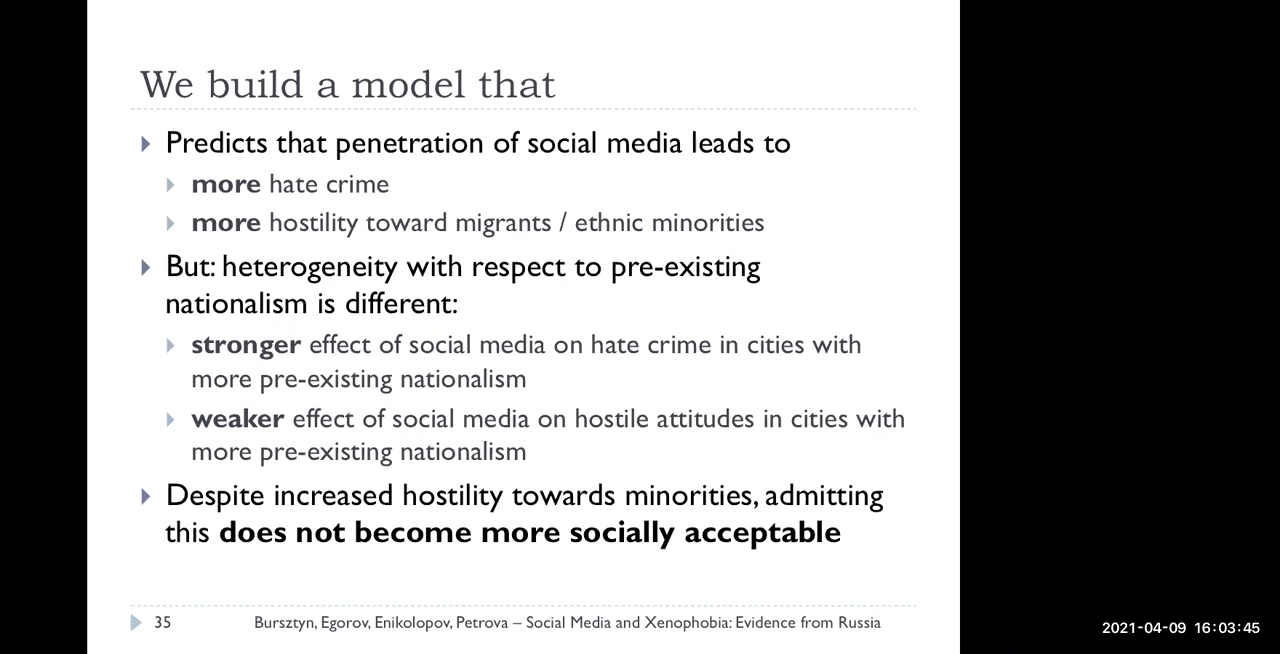 We build a model that
Predicts that penetration of social media leads to
more hate crime
more hostility toward migrants / ethnic minorities
But: heterogeneity with respect to pre-existing
nationalism is different:
stronger effect of social media on hate crime in cities with
more pre-existing nationalism
weaker effect of social media on hostile attitudes in cities with
more pre-existing nationalism
Despite increased hostility towards minorities, admitting
this does not become more socially acceptable
35 Bursztyn, Egorov, Enikolopov, Petrova – Social Media and Xenophobia: Evidence from Russia
2021-04-09 16:03:45